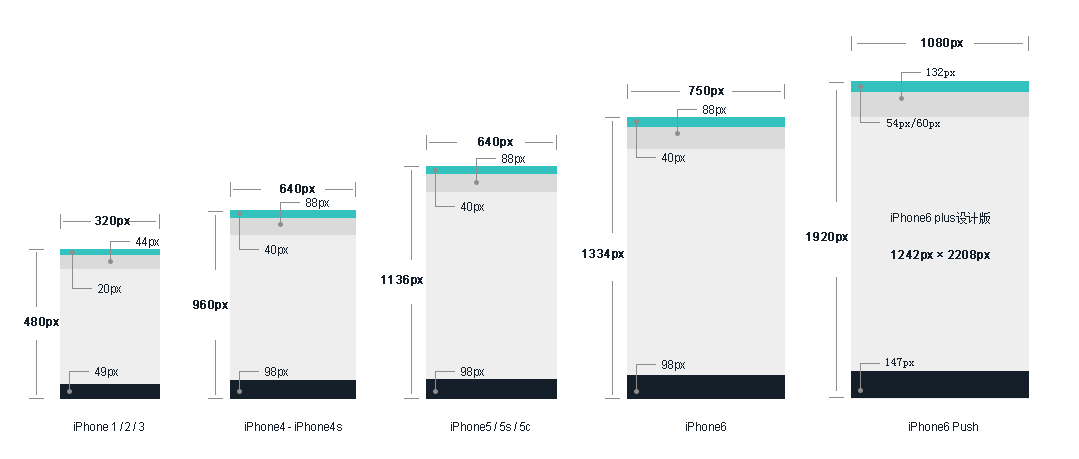 320px
44px
20px
480px
49px
iPhone 1 / 2 / 3
640px
88px
40px
960px
98px
iPhone4 - iPhone4s
640px
88px
40px
1136px
98px
iPhone5 / 5s / 5c
750px
88px
40px
1334px
98px
iPhone6
1080px
132px
54px/60px
iPhone6 plus设计版
1920px
1242px × 2208px
147px
iPhone6 Push